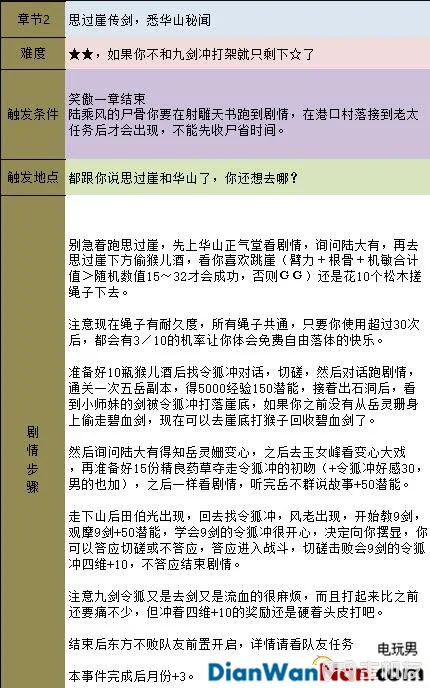 章节2
思过崖传剑，悉华山秘闻
难度
★★，如果你不和九剑冲打架就只剩下☆了
触发条件
笑傲一章结束
陆乘风的尸骨你要在射雕天书跑到剧情，在港口村落接到老太
任务后才会出现，不能先收尸省时间。
触发地点
都跟你说思过崖和华山了，你还想去哪？
剧情步骤
别急着跑思过崖，先上华山正气堂看剧情，询问陆大有，再去
思过崖下方偷猴儿酒，看你喜欢跳崖（臂力＋根骨＋机敏合计
值＞随机数值15～32才会成功，否则ＧＧ）还是花10个松木搓
绳子下去。
注意现在绳子有耐久度，所有绳子共通，只要你使用超过30次
后，都会有3／10的机率让你体会免费自由落体的快乐。
准备好10瓶猴儿酒后找令狐冲对话，切磋，然后对话跑剧情，
通关一次五岳副本，得5000经验150潜能，接着出石洞后，看
到小师妹的剑被令狐冲打落崖底，如果你之前没有从岳灵珊身
上偷走碧血剑，现在可以去崖底打猴子回收碧血剑了。
然后询问陆大有得知岳灵姗变心，之后去玉女峰看变心大戏
，再准备好15份精良药草夺走令狐冲的初吻（+令狐冲好感30，
男的也加），之后一样看剧情，听完岳不群说故事+50潜能。
走下山后田伯光出现，回去找令狐冲，风老出现，开始教9剑，
观摩9剑+50潜能，学会9剑的令狐冲很开心，决定向你摆显，你
可以答应切磋或不答应，答应进入战斗，切磋击败会9剑的令狐
冲四维+10，不答应结束剧情。
注意九剑令狐又是去剑又是流血的很麻烦，而且打起来比之前
还要痛不少，但冲着四维+10的奖励还是硬着头皮打吧。
结束后东方不败队友前置开启，详情请看队友任务
本事件完成后月份+3。
电玩男
DianWanNan.com